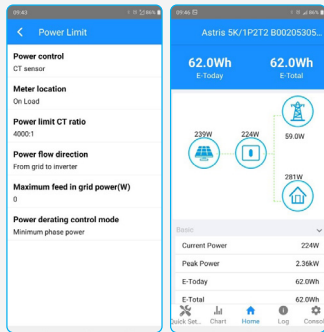 09:43
86%
Power Limit
Power control
CT sensor
Meter location
On Load
Power limit CT ratio
4000:1
Power flow direction
From grid to inverter
Maximum feed in grid power(W)
0
Power derating control mode
Minimum phase power
09:46
86%
Astris 5K/1P2T2 B00205305...
62.0Wh
62.0Wh
E-Today
E-Total
239W
224W
59.0W
281W
Basic
Current Power
224W
Peak Power
2.36kW
E-Today
62.0Wh
E-Total
62.0Wh
Quick Set...
Chart
Home
Log
Consol